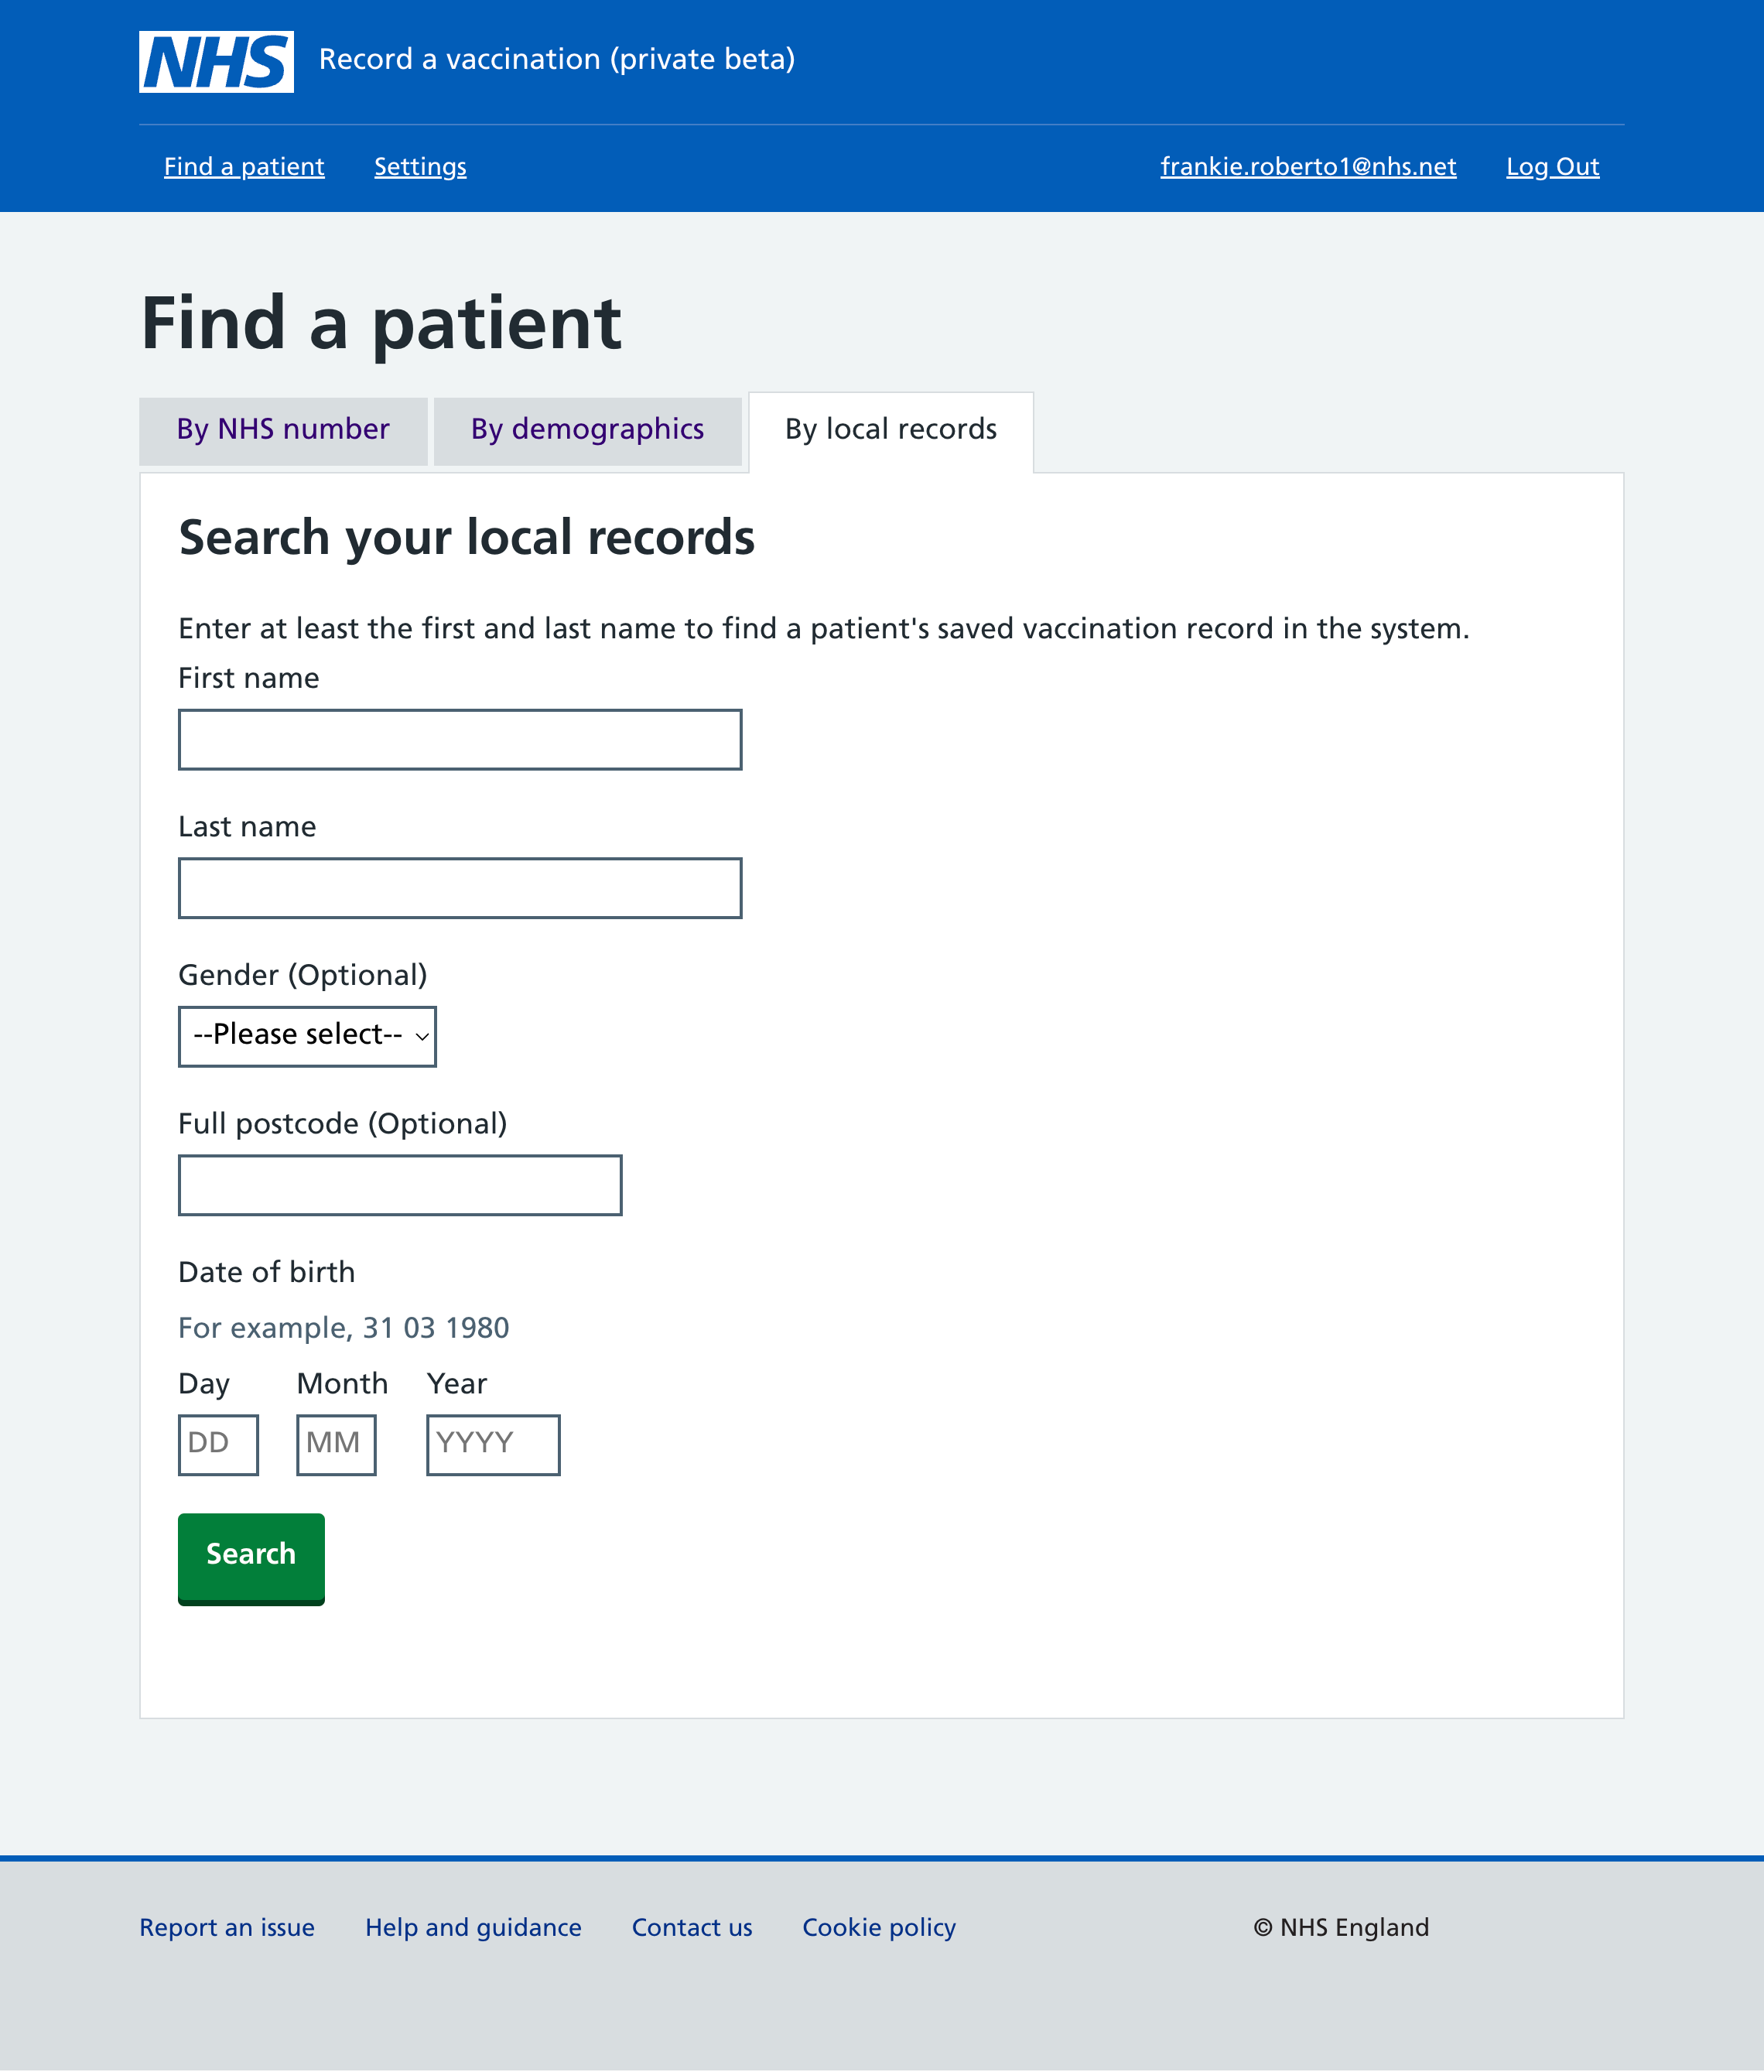 NHS Record a vaccination (private beta)
Find a patient Settings frankie.roberto1@nhs.net Log Out
Find a patient
By NHS number By demographics By local records
Search your local records
Enter at least the first and last name to find a patient's saved vaccination record in the system.
First name
Last name
Gender (Optional)
--Please select--
Full postcode (Optional)
Date of birth
For example, 31 03 1980
Day Month Year
DD MM YYYY
Search
Report an issue Help and guidance Contact us Cookie policy © NHS England